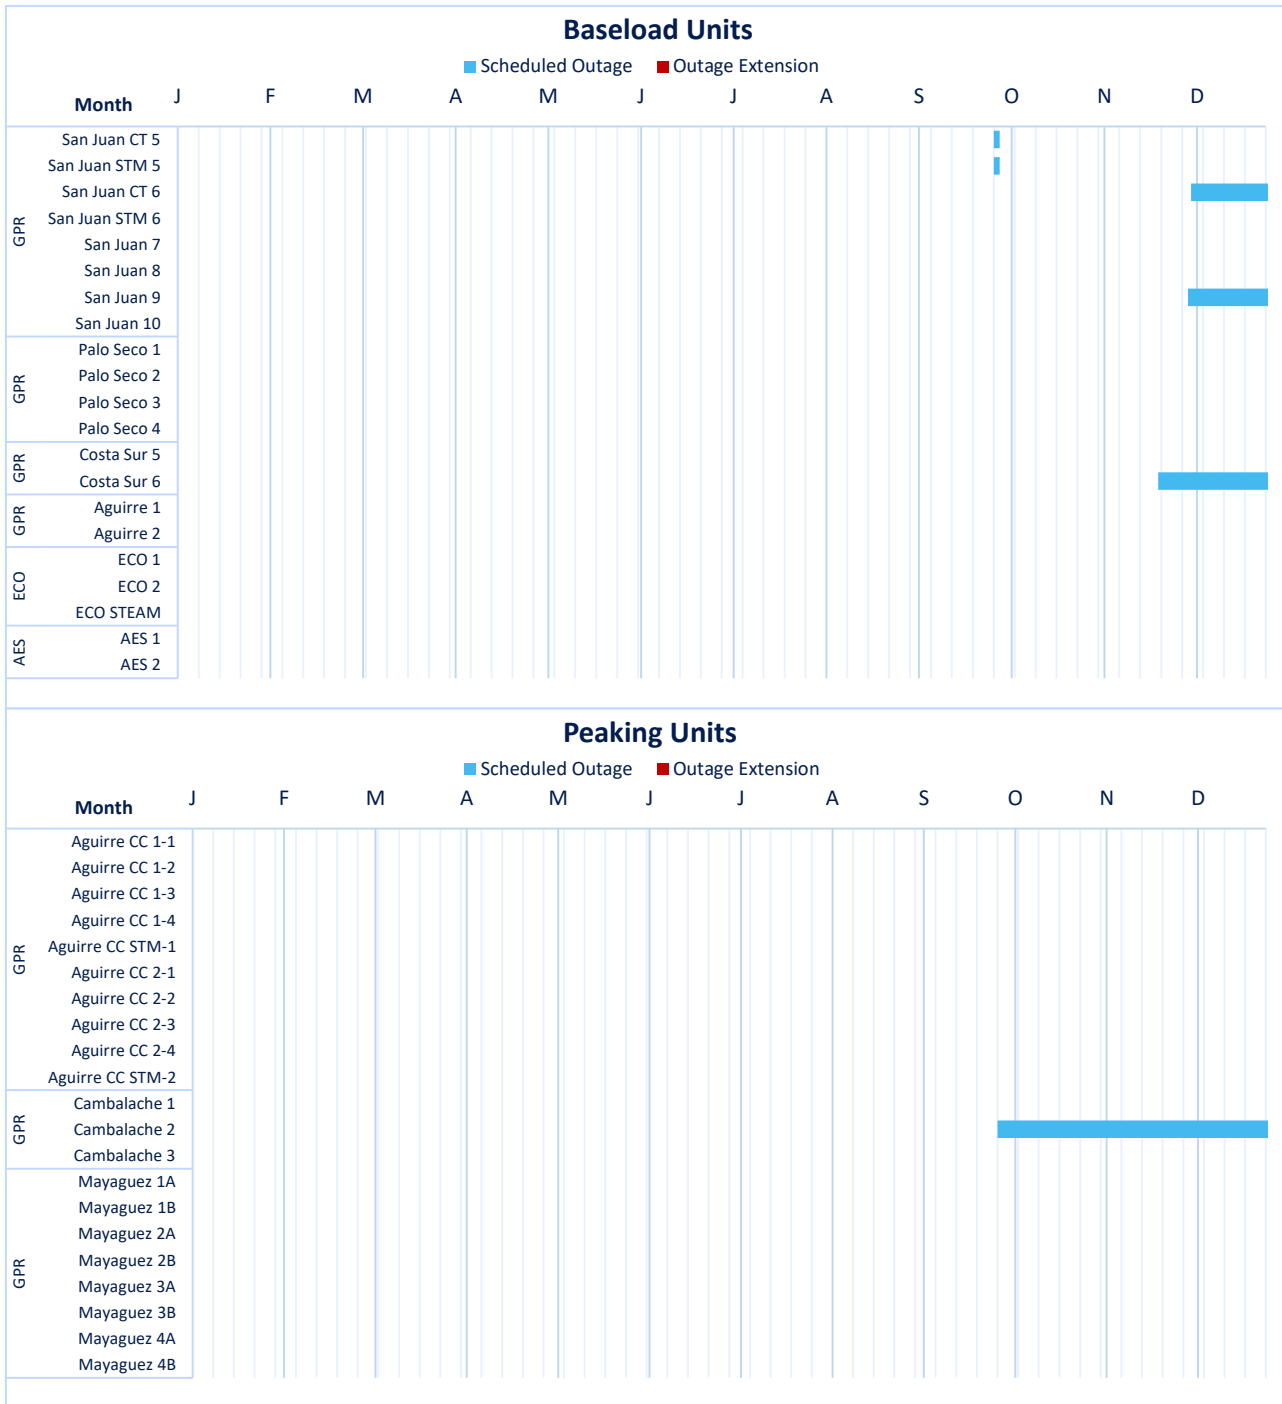 Baseload Units
Scheduled Outage Outage Extension
Month J F M A M J J A S O N D
GPR
San Juan CT 5
San Juan STM 5
San Juan CT 6
San Juan STM 6
San Juan 7
San Juan 8
San Juan 9
San Juan 10
GPR
Palo Seco 1
Palo Seco 2
Palo Seco 3
Palo Seco 4
GPR
Costa Sur 5
Costa Sur 6
GPR
Aguirre 1
Aguirre 2
ECO
ECO 1
ECO 2
ECO STEAM
AES
AES 1
AES 2
Peaking Units
Scheduled Outage Outage Extension
Month J F M A M J J A S O N D
GPR
Aguirre CC 1-1
Aguirre CC 1-2
Aguirre CC 1-3
Aguirre CC 1-4
Aguirre CC STM-1
Aguirre CC 2-1
Aguirre CC 2-2
Aguirre CC 2-3
Aguirre CC 2-4
Aguirre CC STM-2
GPR
Cambalache 1
Cambalache 2
Cambalache 3
GPR
Mayaguez 1A
Mayaguez 1B
Mayaguez 2A
Mayaguez 2B
Mayaguez 3A
Mayaguez 3B
Mayaguez 4A
Mayaguez 4B